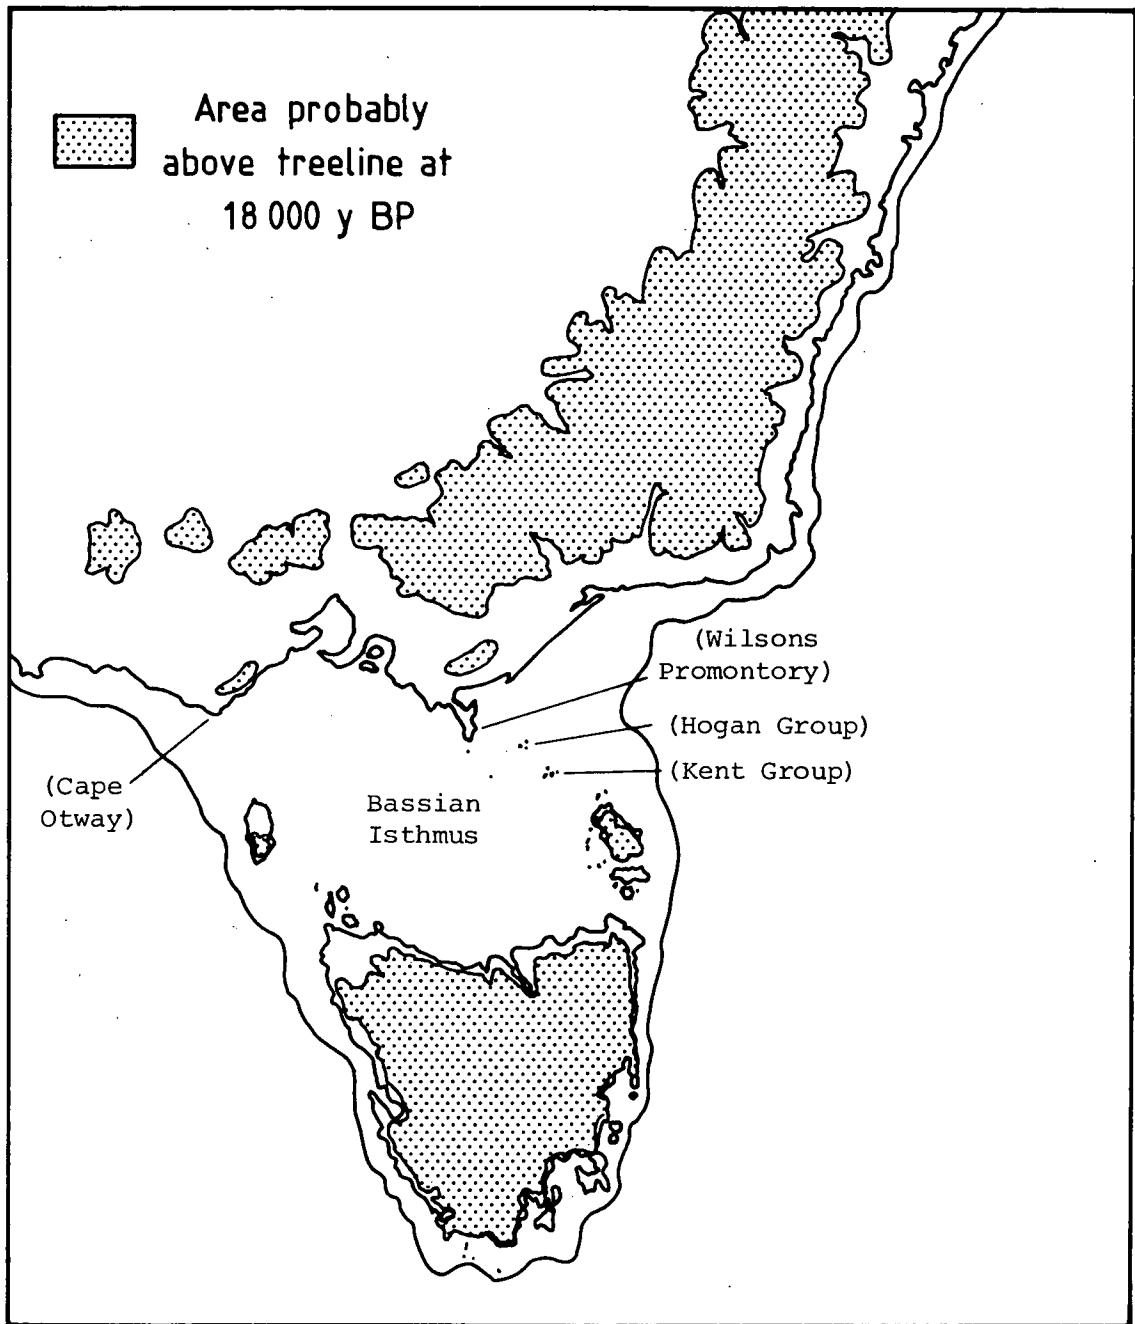 Area probably
above treeline at
18 000 y BP
(Wilsons
Promontory)
(Hogan Group)
(Kent Group)
(Cape
Otway)
Bassian
Isthmus